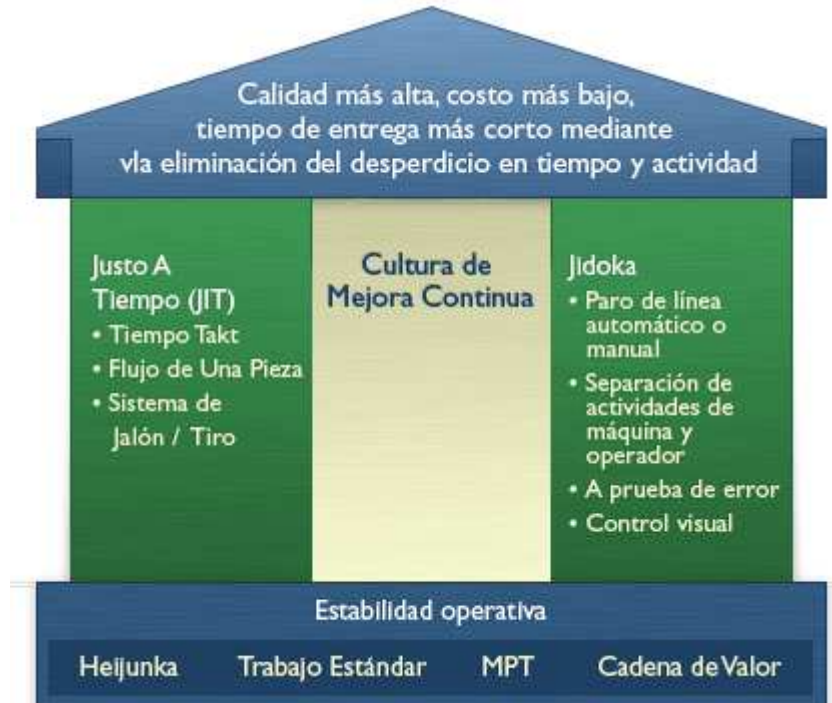 Calidad más alta, costo más bajo,
tiempo de entrega más corto mediante
vla eliminación del desperdicio en tiempo y actividad
Justo A
Tiempo (JIT)
• Tiempo Takt
• Flujo de Una Pieza
• Sistema de
Jalón / Tiro
Cultura de
Mejora Continua
Jidoka
• Paro de línea
automático o
manual
• Separación de
actividades de
máquina y
operador
• A prueba de error
• Control visual
Estabilidad operativa
Heijunka Trabajo Estándar MPT Cadena de Valor